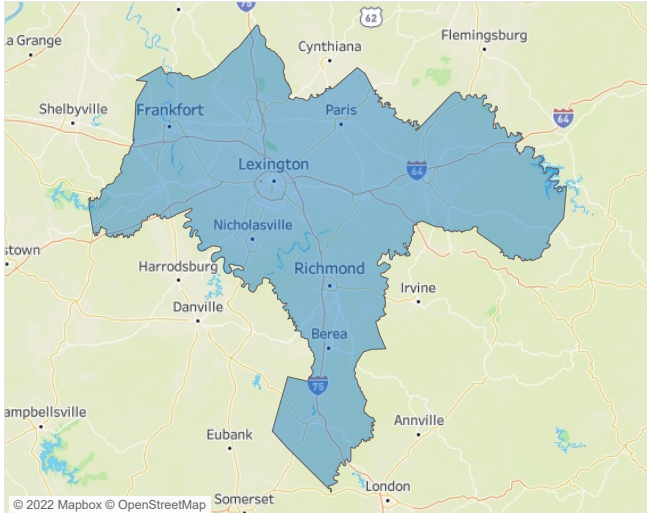 75
62
Cynthiana
Flemingsburg
a Grange
Shelbyville
Frankfort
Paris
64
Lexington
64
Nicholasville
stown
Harrodsburg
Richmond
Irvine
Danville
Berea
75
ampbellsville
Annville
Eubank
London
Somerset
© 2022 Mapbox © OpenStreetMap